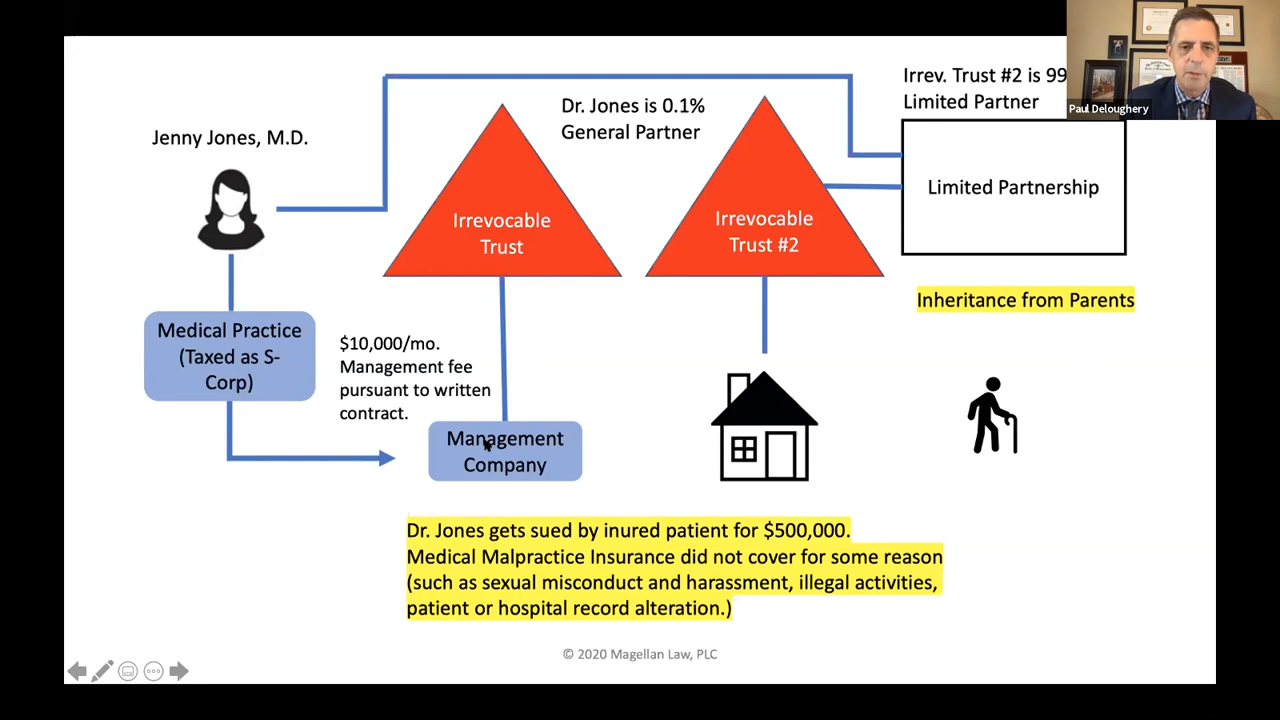 Irrev. Trust #2 is 99
Limited Partner
Paul Deloughery
Dr. Jones is 0.1%
General Partner
Jenny Jones, M.D.
Limited Partnership
Irrevocable
Trust
Irrevocable
Trust #2
Inheritance from Parents
Medical Practice
(Taxed as S-
Corp)
$10,000/mo.
Management fee
pursuant to written
contract.
Management
Company
Dr. Jones gets sued by inured patient for $500,000.
Medical Malpractice Insurance did not cover for some reason
(such as sexual misconduct and harassment, illegal activities,
patient or hospital record alteration.)
© 2020 Magellan Law, PLC